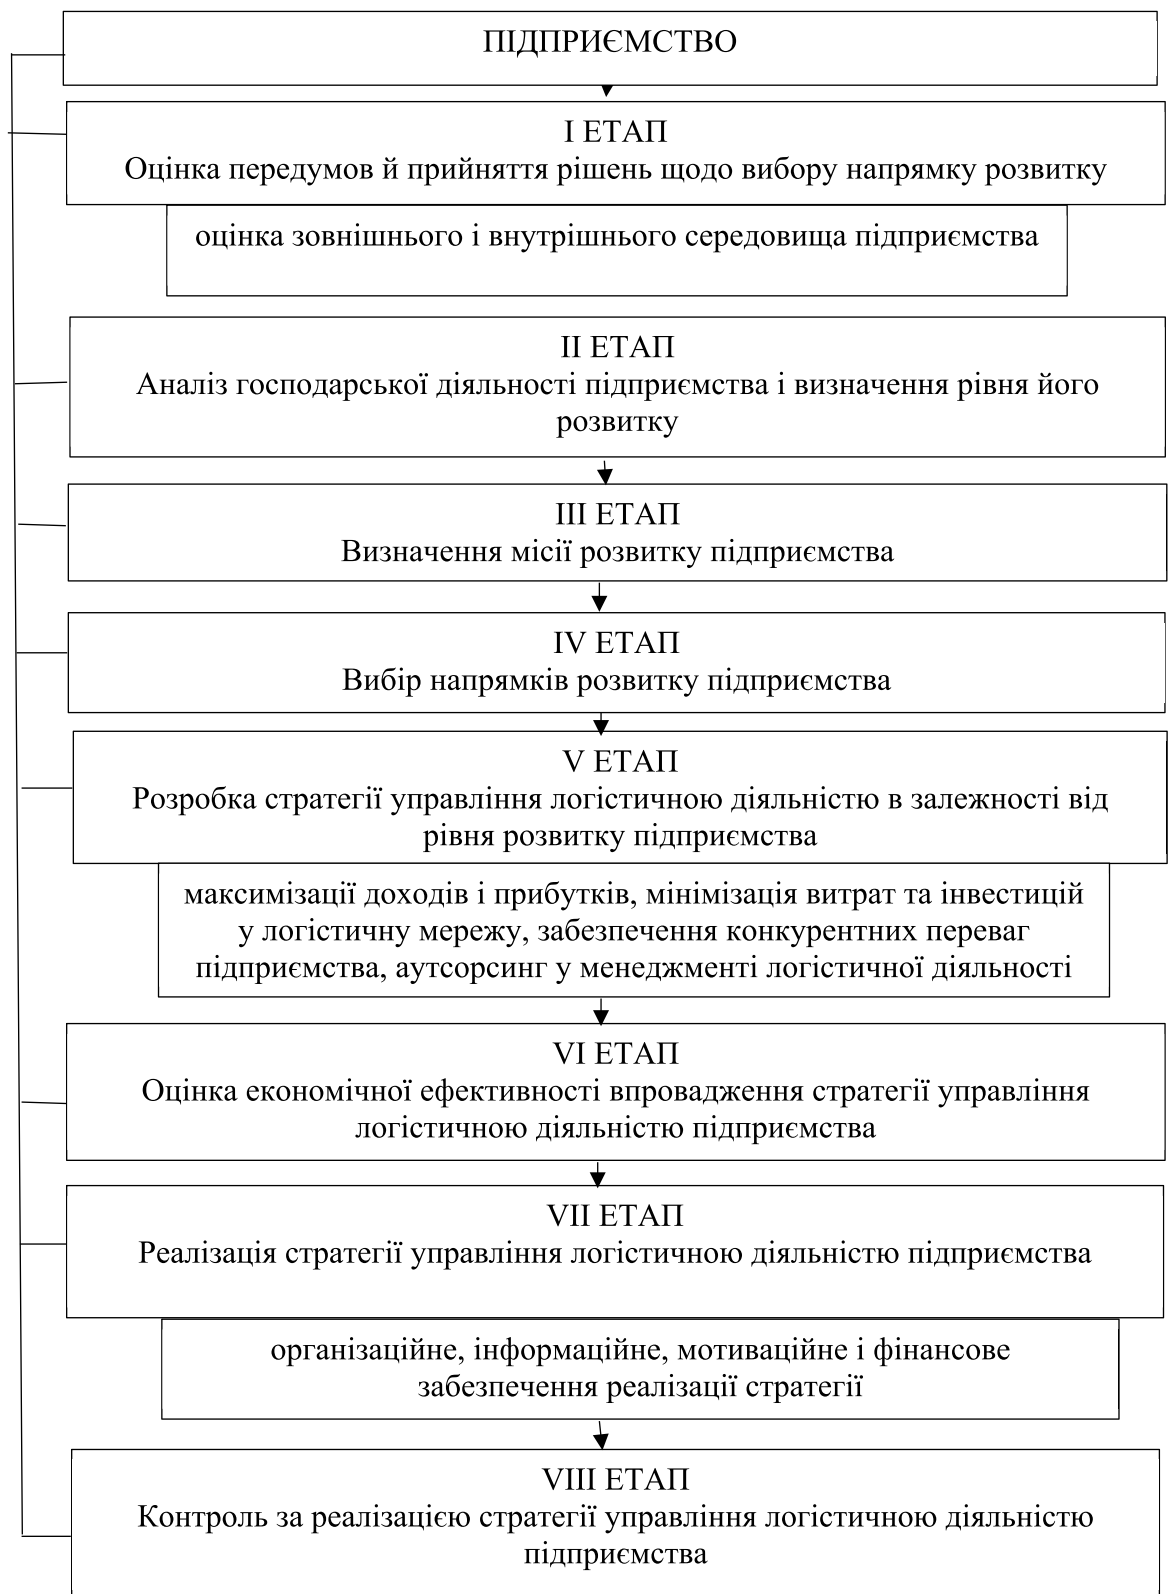 ПІДПРИЄМСТВО
І ЕТАП
Оцінка передумов й прийняття рішень щодо вибору напрямку розвитку
оцінка зовнішнього і внутрішнього середовища підприємства
ІІ ЕТАП
Аналіз господарської діяльності підприємства і визначення рівня його
розвитку
ІІІ ЕТАП
Визначення місії розвитку підприємства
IV ЕТАП
Вибір напрямків розвитку підприємства
V ЕТАП
Розробка стратегії управління логістичною діяльністю в залежності від
рівня розвитку підприємства
максимізації доходів і прибутків, мінімізація витрат та інвестицій
у логістичну мережу, забезпечення конкурентних переваг
підприємства, аутсорсинг у менеджменті логістичної діяльності
VI ЕТАП
Оцінка економічної ефективності впровадження стратегії управління
логістичною діяльністю підприємства
VII ЕТАП
Реалізація стратегії управління логістичною діяльністю підприємства
організаційне, інформаційне, мотиваційне і фінансове
забезпечення реалізації стратегії
VIII ЕТАП
Контроль за реалізацією стратегії управління логістичною діяльністю
підприємства